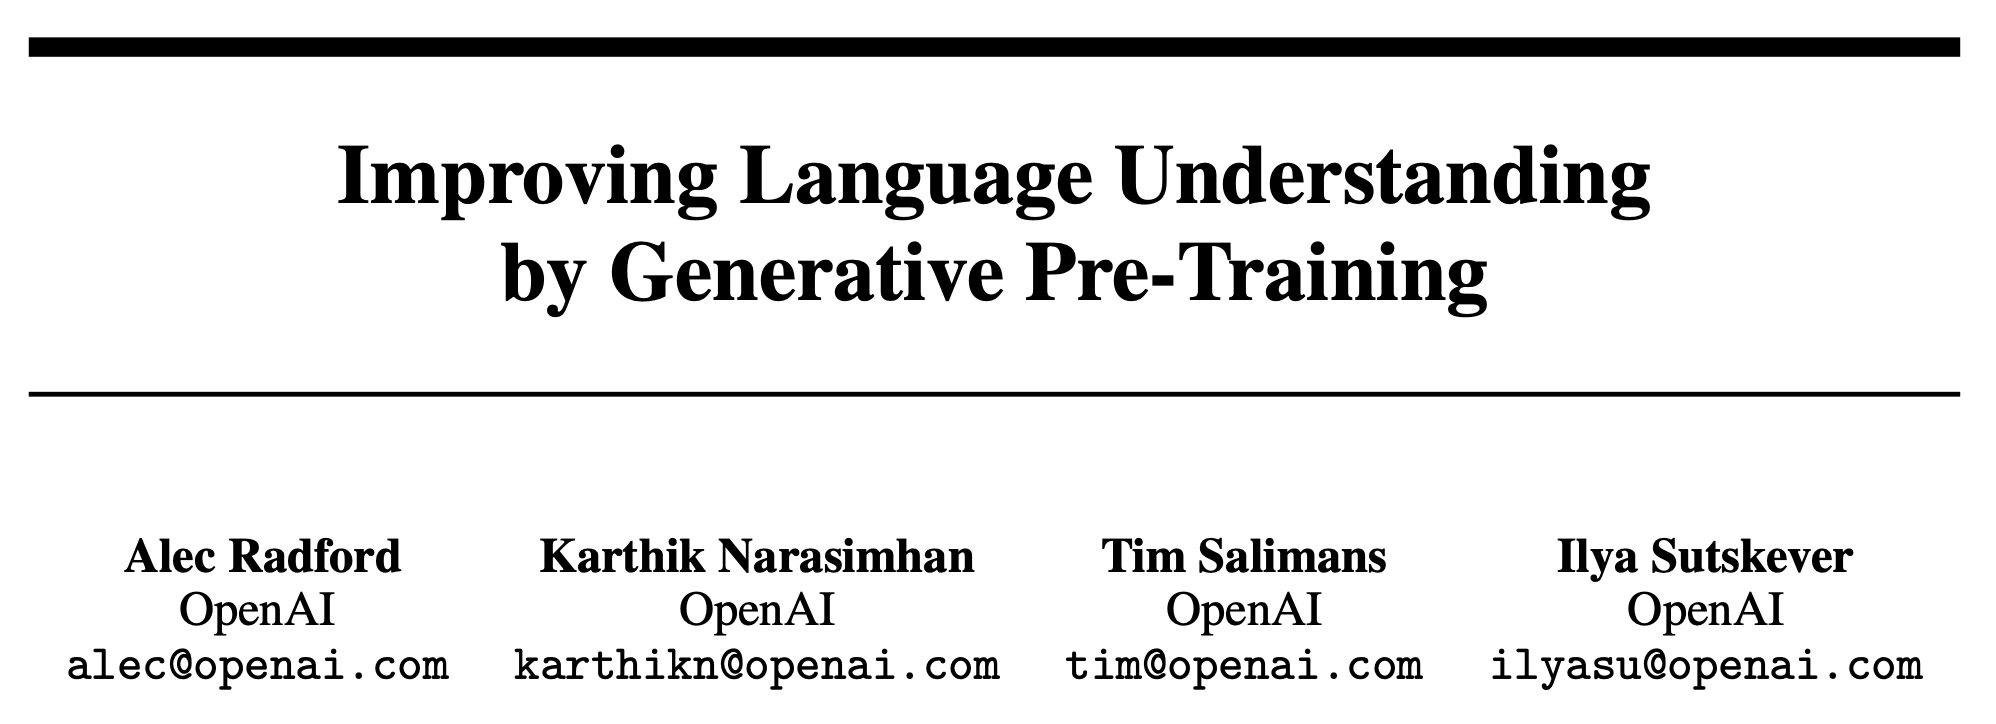 Improving Language Understanding
by Generative Pre-Training
Alec Radford
OpenAI
alec@openai.com
Karthik Narasimhan
OpenAI
karthikn@openai.com
Tim Salimans
OpenAI
tim@openai.com
Ilya Sutskever
OpenAI
ilyasu@openai.com